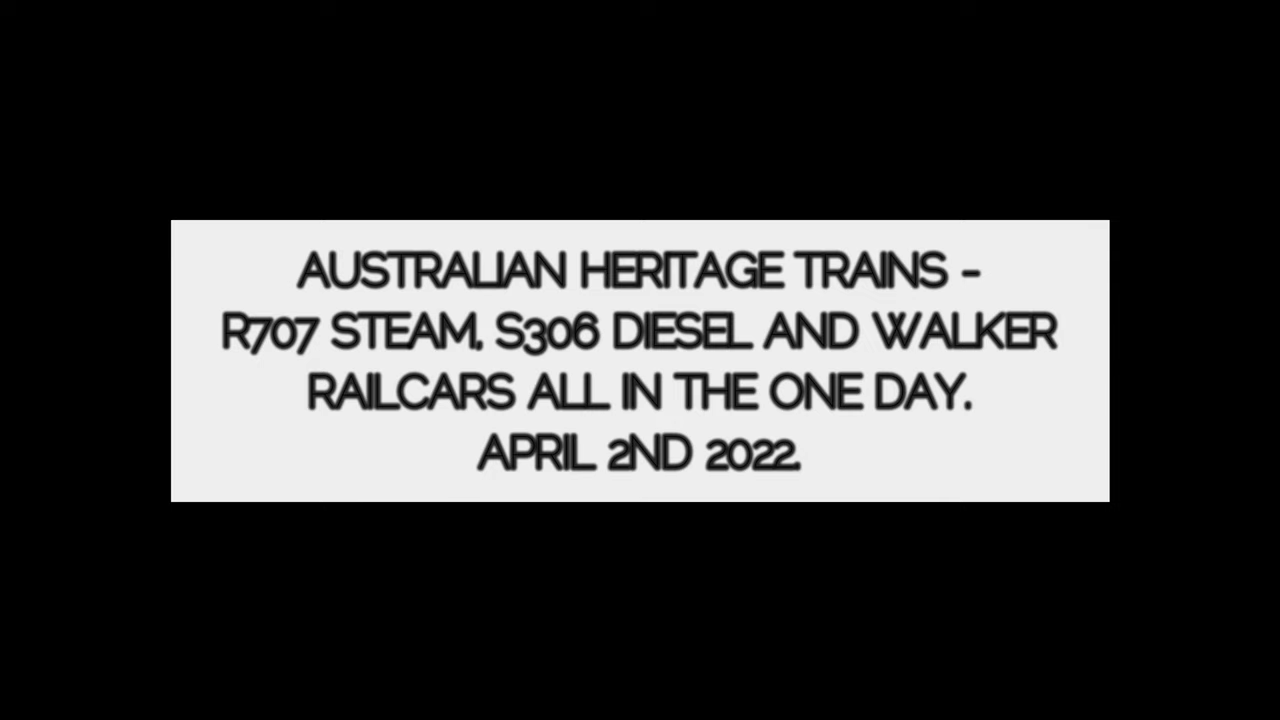 AUSTRALIAN HERITAGE TRAINS -
R707 STEAM, S306 DIESEL AND WALKER
RAILCARS ALL IN THE ONE DAY.
APRIL 2ND 2022.